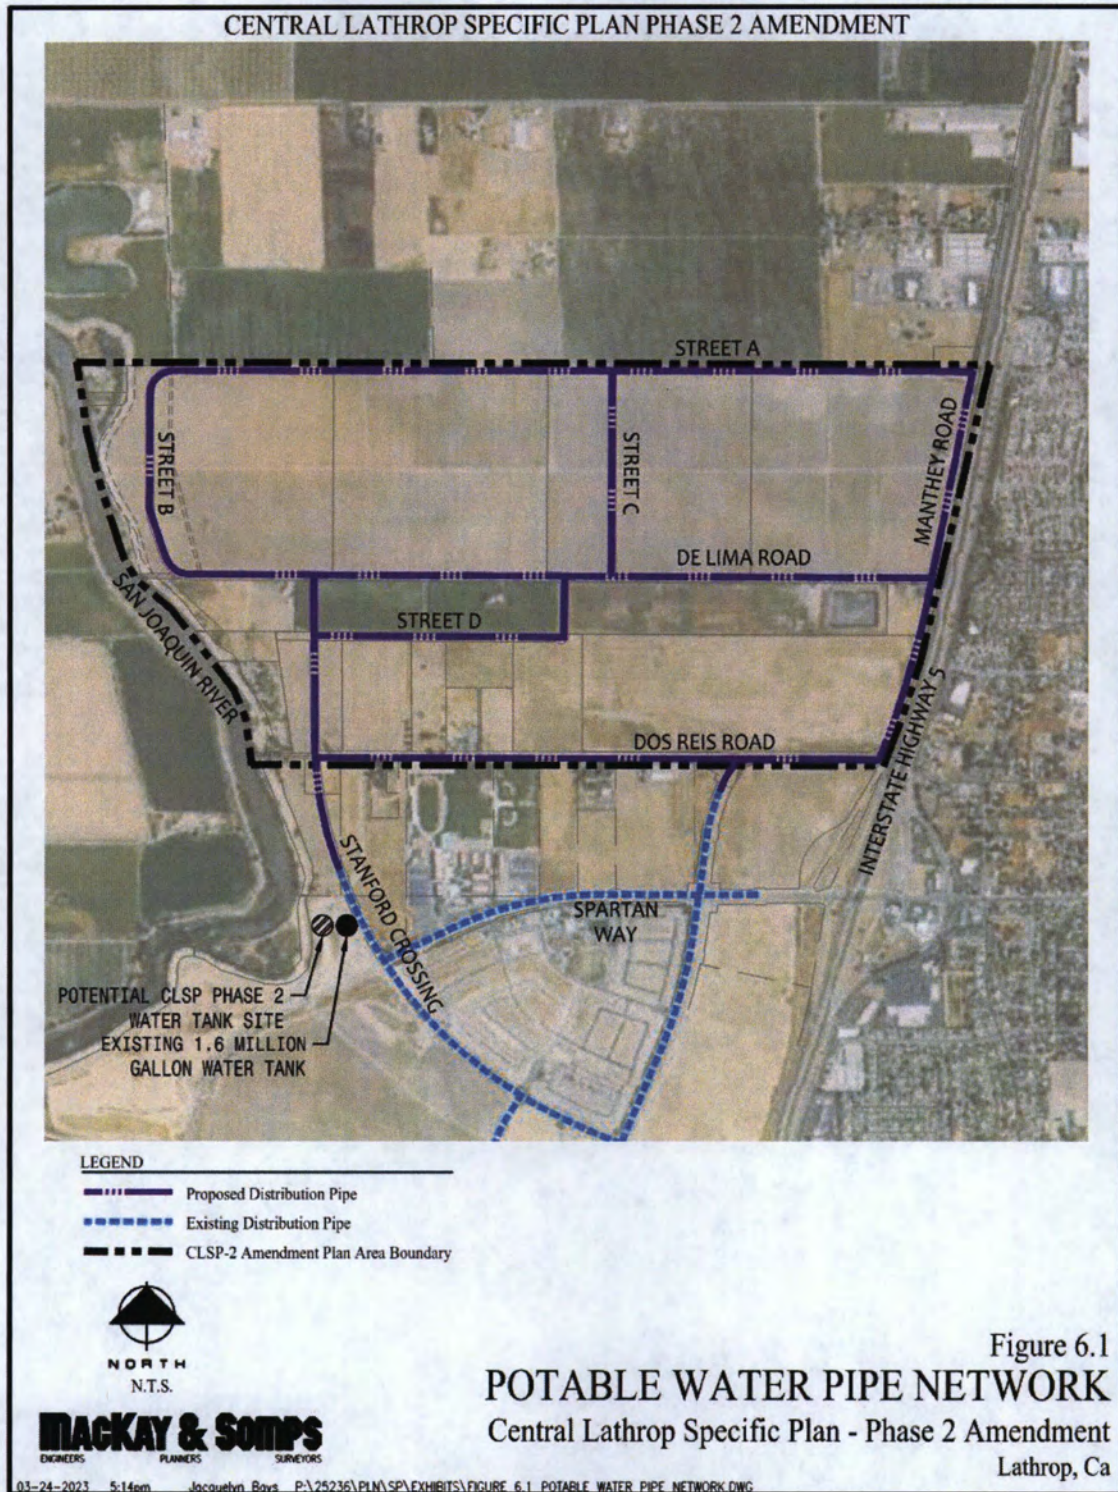 CENTRAL LATHROP SPECIFIC PLAN PHASE 2 AMENDMENT
STREET A
STREET B
STREET C
MANTHEY ROAD
DE LIMA ROAD
STREET D
SAN JOAQUIN RIVER
DOS REIS ROAD
INTERSTATE HIGHWAY 5
STANFORD CROSSING
SPARTAN
WAY
POTENTIAL CLSP PHASE 2
WATER TANK SITE
EXISTING 1.6 MILLION
GALLON WATER TANK
LEGEND
Proposed Distribution Pipe
Existing Distribution Pipe
CLSP-2 Amendment Plan Area Boundary
NORTH
N.T.S.
Figure 6.1
POTABLE WATER PIPE NETWORK
Central Lathrop Specific Plan - Phase 2 Amendment
Lathrop, Ca
MACKAY & SOMPS
ENGINEERS PLANNERS SURVEYORS
03-24-2023 5:14pm Jacquelyn Bays P:\25236\PLN\SP\EXHIBITS\FIGURE 6.1 POTABLE WATER PIPE NETWORK.DWG